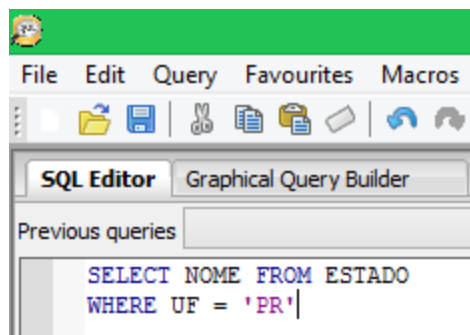 File Edit Query Favourites Macros
SQL Editor Graphical Query Builder
Previous queries
SELECT NOME FROM ESTADO
WHERE UF = 'PR'